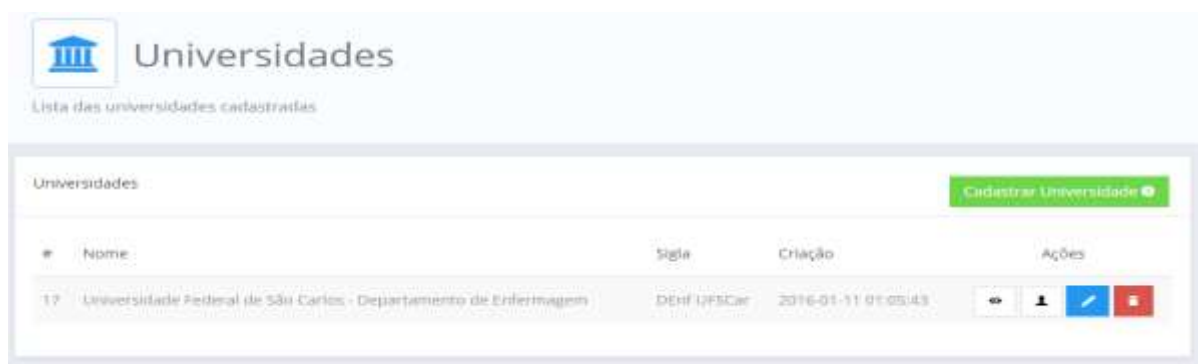 Universidades
Lista das universidades cadastradas
Universidades
Cadastrar Universidade
# Nome Sigla Criação Ações
17 Universidade Federal de São Carlos - Departamento de Enfermagem DEnf UFSCar 2016-01-11 01:05:43